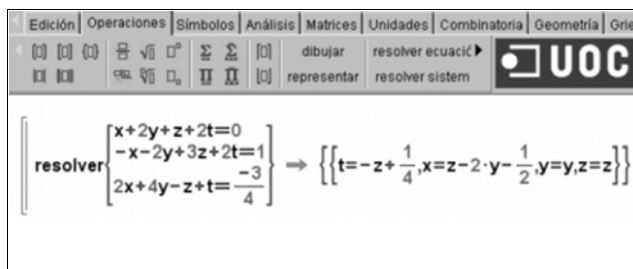 Edición Operaciones Símbolos Análisis Matrices Unidades Combinatoria Geometría Grie
dibujar resolver ecuació
representar resolver sistem
UOC
x+2y+z+2t=0
-x-2y+3z+2t=1
2x+4y-z+t=-3/4
resolver ⇒ {{t=-z+1/4,x=z-2·y-1/2,y=y,z=z}}